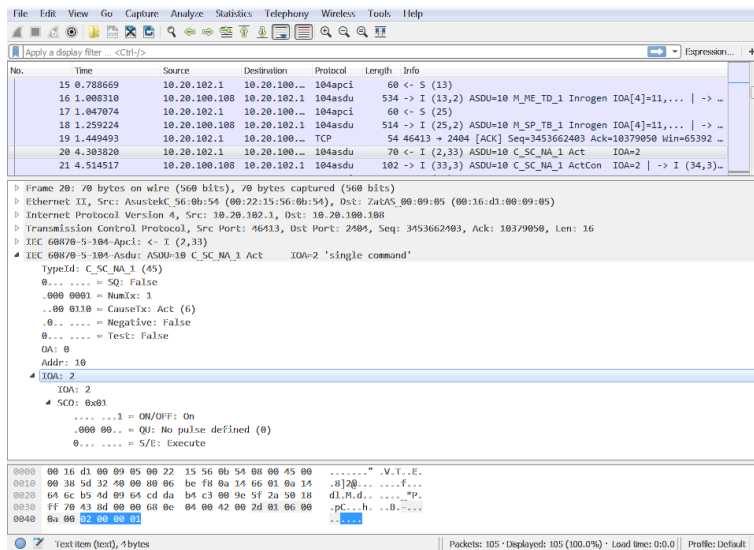 File Edit View Go Capture Analyze Statistics Telephony Wireless Tools Help
Apply a display filter ... <Ctrl-/> Expression... +
No. Time Source Destination Protocol Length Info
15 0.788669 10.20.102.1 10.20.100... 104apci 60 <- S (13)
16 1.008310 10.20.100.108 10.20.102.1 104asdu 534 -> I (13,2) ASDU=10 M_ME_TD_1 Inrogen IOA[4]=11,... | -> ...
17 1.047074 10.20.102.1 10.20.100... 104apci 60 <- S (25)
18 1.259224 10.20.100.108 10.20.102.1 104asdu 514 -> I (25,2) ASDU=10 M_SP_TB_1 Inrogen IOA[4]=11,... | -> ...
19 1.449493 10.20.102.1 10.20.100... TCP 54 46413 → 2404 [ACK] Seq=3453662403 Ack=10379050 Win=65392 ...
20 4.303820 10.20.102.1 10.20.100... 104asdu 70 <- I (2,33) ASDU=10 C_SC_NA_1 Act IOA=2
21 4.514517 10.20.100.108 10.20.102.1 104asdu 102 -> I (33,3) ASDU=10 C_SC_NA_1 ActCon IOA=2 | -> I (34,3)...
Frame 20: 70 bytes on wire (560 bits), 70 bytes captured (560 bits)
Ethernet II, Src: AsustekC_56:0b:54 (00:22:15:56:0b:54), Dst: ZatAS_00:09:05 (00:16:d1:00:09:05)
Internet Protocol Version 4, Src: 10.20.102.1, Dst: 10.20.100.108
Transmission Control Protocol, Src Port: 46413, Dst Port: 2404, Seq: 3453662403, Ack: 10379050, Len: 16
IEC 60870-5-104-Apci: <- I (2,33)
IEC 60870-5-104-Asdu: ASDU=10 C_SC_NA_1 Act IOA=2 'single command'
TypeId: C_SC_NA_1 (45)
0... .... = SQ: False
.000 0001 = NumIx: 1
..00 0110 = CauseTx: Act (6)
.0.. .... = Negative: False
0... .... = Test: False
OA: 0
Addr: 10
IOA: 2
IOA: 2
SCO: 0x01
.... ...1 = ON/OFF: On
.000 00.. = QU: No pulse defined (0)
0... .... = S/E: Execute
0000 00 16 d1 00 09 05 00 22 15 56 0b 54 08 00 45 00 ......." .V.T..E.
0010 00 38 5d 32 40 00 80 06 be f8 0a 14 66 01 0a 14 .8]2@... ....f...
0020 64 6c b5 4d 09 64 cd da b4 c3 00 9e 5f 2a 50 18 dl.M.d.. ...._*P.
0030 ff 70 43 8d 00 00 68 0e 04 00 42 00 2d 01 06 00 .pC...h. ..B.-...
0040 0a 00 02 00 00 01 ......
Text item (text), 4 bytes Packets: 105 · Displayed: 105 (100.0%) · Load time: 0:0.0 Profile: Default